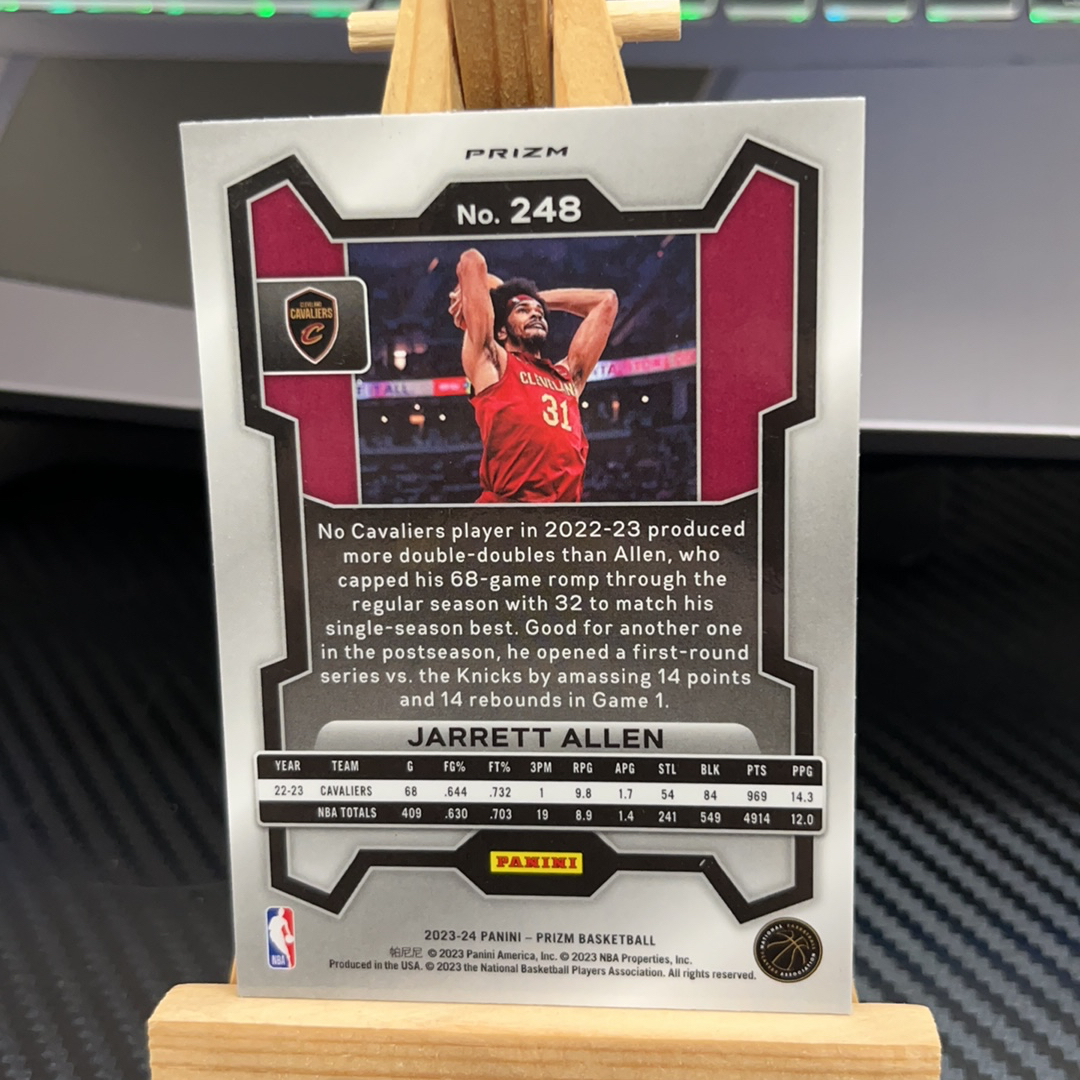 PRIZM
No. 248
CLEVELAND
CAVALIERS
C
CLEVELAND
31
No Cavaliers player in 2022-23 produced
more double-doubles than Allen, who
capped his 68-game romp through the
regular season with 32 to match his
single-season best. Good for another one
in the postseason, he opened a first-round
series vs. the Knicks by amassing 14 points
and 14 rebounds in Game 1.
JARRETT ALLEN
YEAR TEAM G FG% FT% 3PM RPG APG STL BLK PTS PPG
22-23 CAVALIERS 68 .644 .732 1 9.8 1.7 54 84 969 14.3
NBA TOTALS 409 .630 .703 19 8.9 1.4 241 549 4914 12.0
PANINI
2023-24 PANINI – PRIZM BASKETBALL
帕尼尼 © 2023 Panini America, Inc. © 2023 NBA Properties, Inc.
Produced in the USA. © 2023 the National Basketball Players Association. All rights reserved.
NBA
NATIONAL BASKETBALL
PLAYERS ASSOCIATION